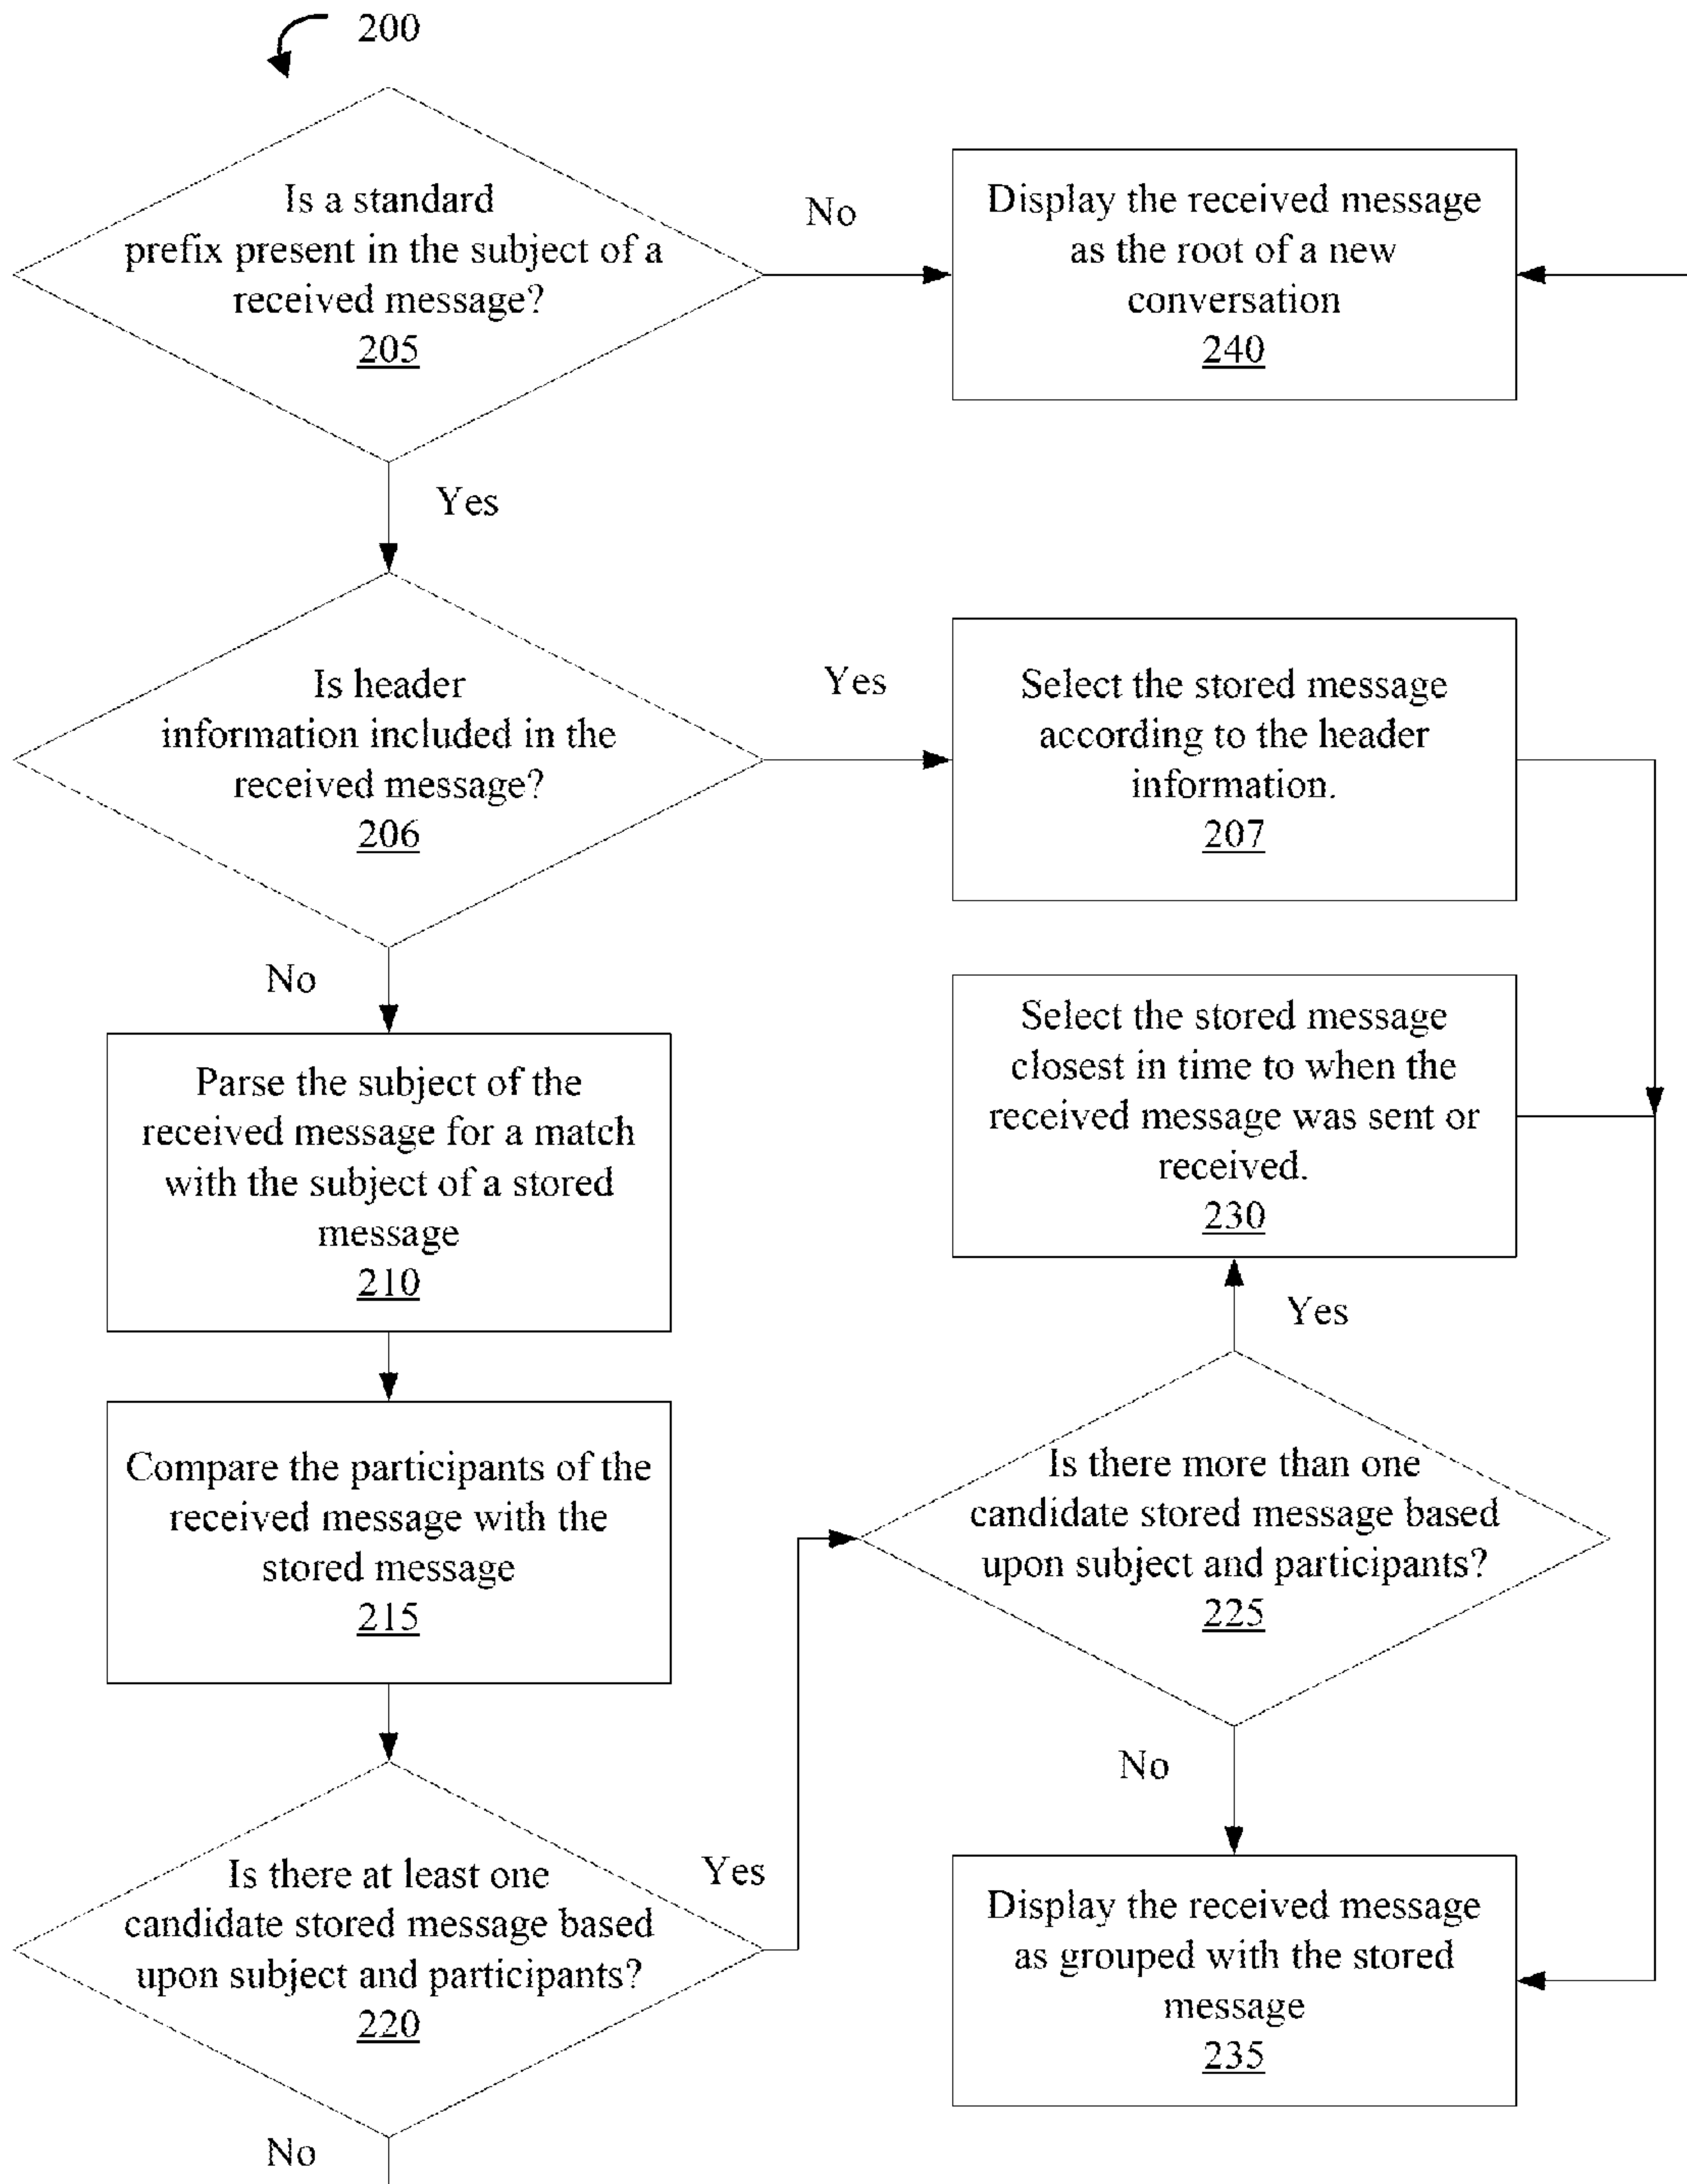 200
Is a standard
prefix present in the subject of a
received message?
205
No
Display the received message
as the root of a new
conversation
240
Yes
Is header
information included in the
received message?
206
Yes
Select the stored message
according to the header
information.
207
No
Parse the subject of the
received message for a match
with the subject of a stored
message
210
Select the stored message
closest in time to when the
received message was sent or
received.
230
Yes
Compare the participants of the
received message with the
stored message
215
Is there more than one
candidate stored message based
upon subject and participants?
225
No
Is there at least one
candidate stored message based
upon subject and participants?
220
Yes
Display the received message
as grouped with the stored
message
235
No